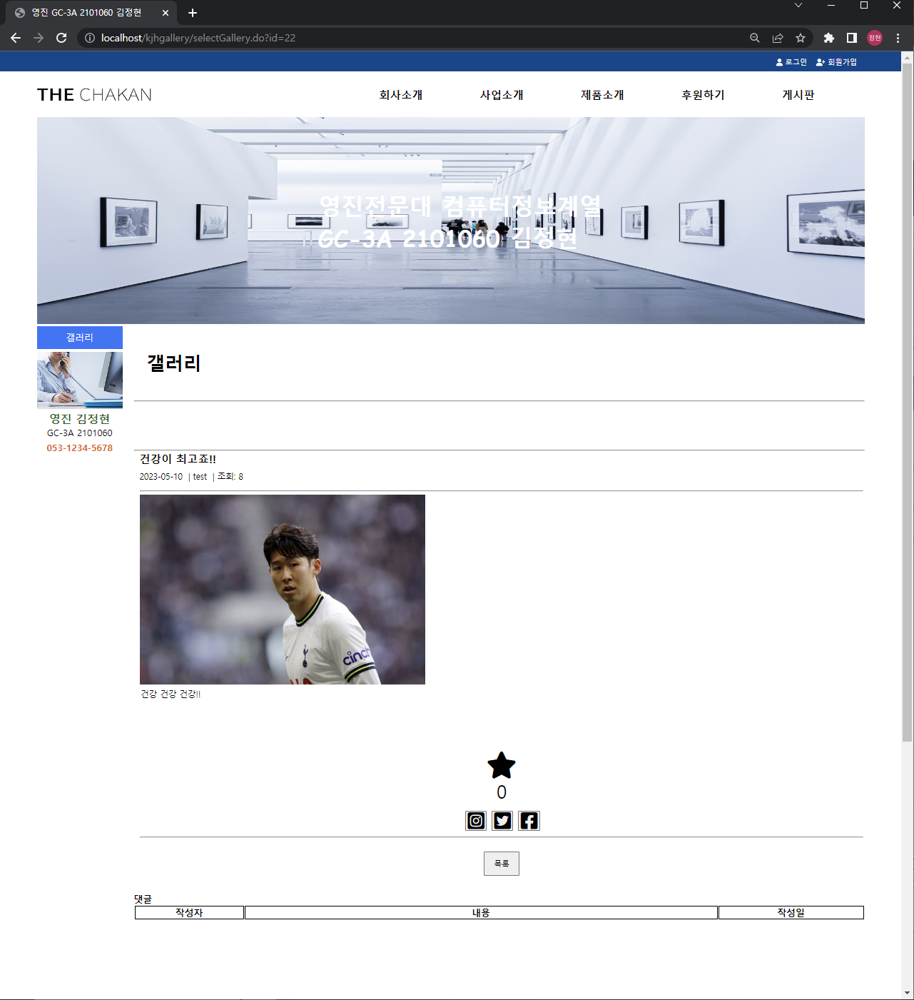 영진 GC-3A 2101060 김정현
localhost/kjhgallery/selectGallery.do?id=22
정현
로그인 회원가입
THE CHAKAN
회사소개 사업소개 제품소개 후원하기 게시판
영진전문대 컴퓨터정보계열
GC-3A 2101060 김정현
갤러리
영진 김정현
GC-3A 2101060
053-1234-5678
갤러리
건강이 최고죠!!
2023-05-10 | test | 조회: 8
cinch
건강 건강 건강!!
0
목록
댓글
작성자 내용 작성일